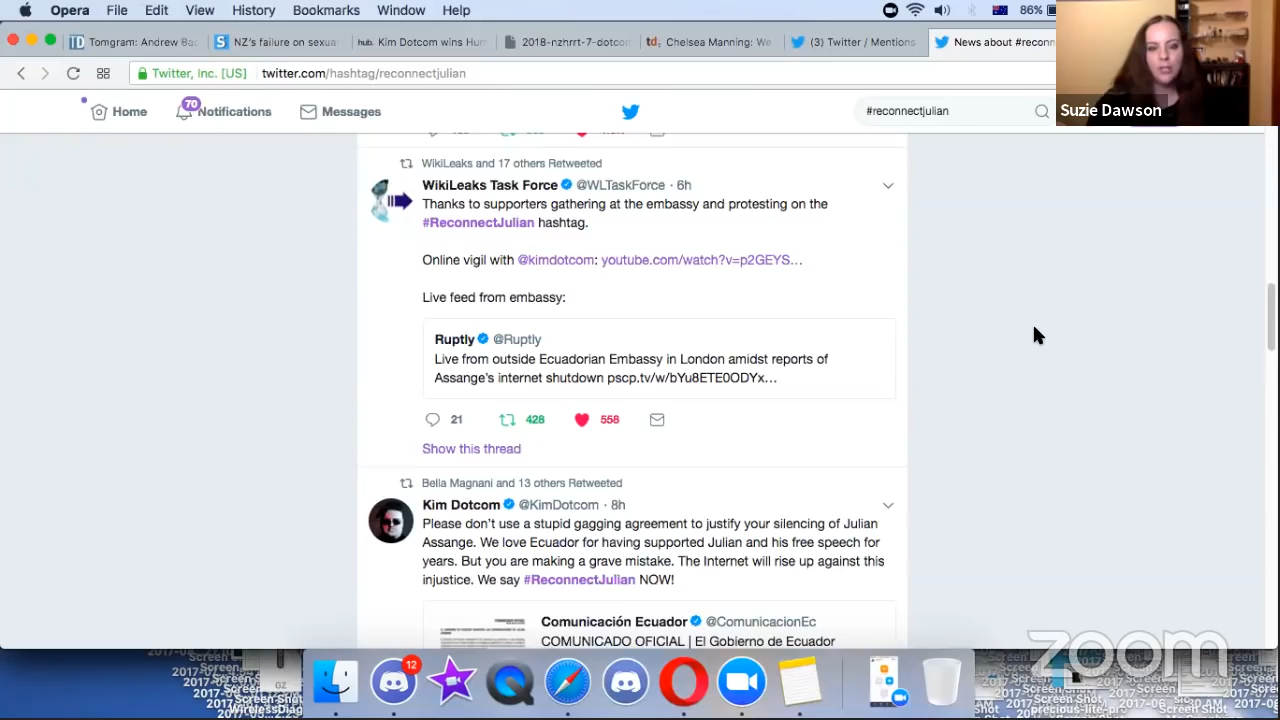 Opera File Edit View History Bookmarks Window Help 86%
Tomgram: Andrew Ba
NZ's failure on sexua
hub. Kim Dotcom wins
2018-nzhrrt-7-dotcom
td: Chelsea Manning: We
(3) Twitter / Mentions
News about #reconn
Twitter, Inc. [US] twitter.com/hashtag/reconnectjulian
Suzie Dawson
Home 70 Notifications Messages #reconnectjulian
WikiLeaks and 17 others Retweeted
WikiLeaks Task Force @WLTaskForce · 6h
Thanks to supporters gathering at the embassy and protesting on the
#ReconnectJulian hashtag.
Online vigil with @kimdotcom: youtube.com/watch?v=p2GEYS…
Live feed from embassy:
Ruptly @Ruptly
Live from outside Ecuadorian Embassy in London amidst reports of
Assange's internet shutdown pscp.tv/w/bYu8ETE0ODYx…
21 428 556
Show this thread
Bella Magnani and 13 others Retweeted
Kim Dotcom @KimDotcom · 8h
Please don't use a stupid gagging agreement to justify your silencing of Julian
Assange. We love Ecuador for having supported Julian and his free speech for
years. But you are making a grave mistake. The Internet will rise up against this
injustice. We say #ReconnectJulian NOW!
Comunicación Ecuador @ComunicacionEc
COMUNICADO OFICIAL | El Gobierno de Ecuador
12
zoom